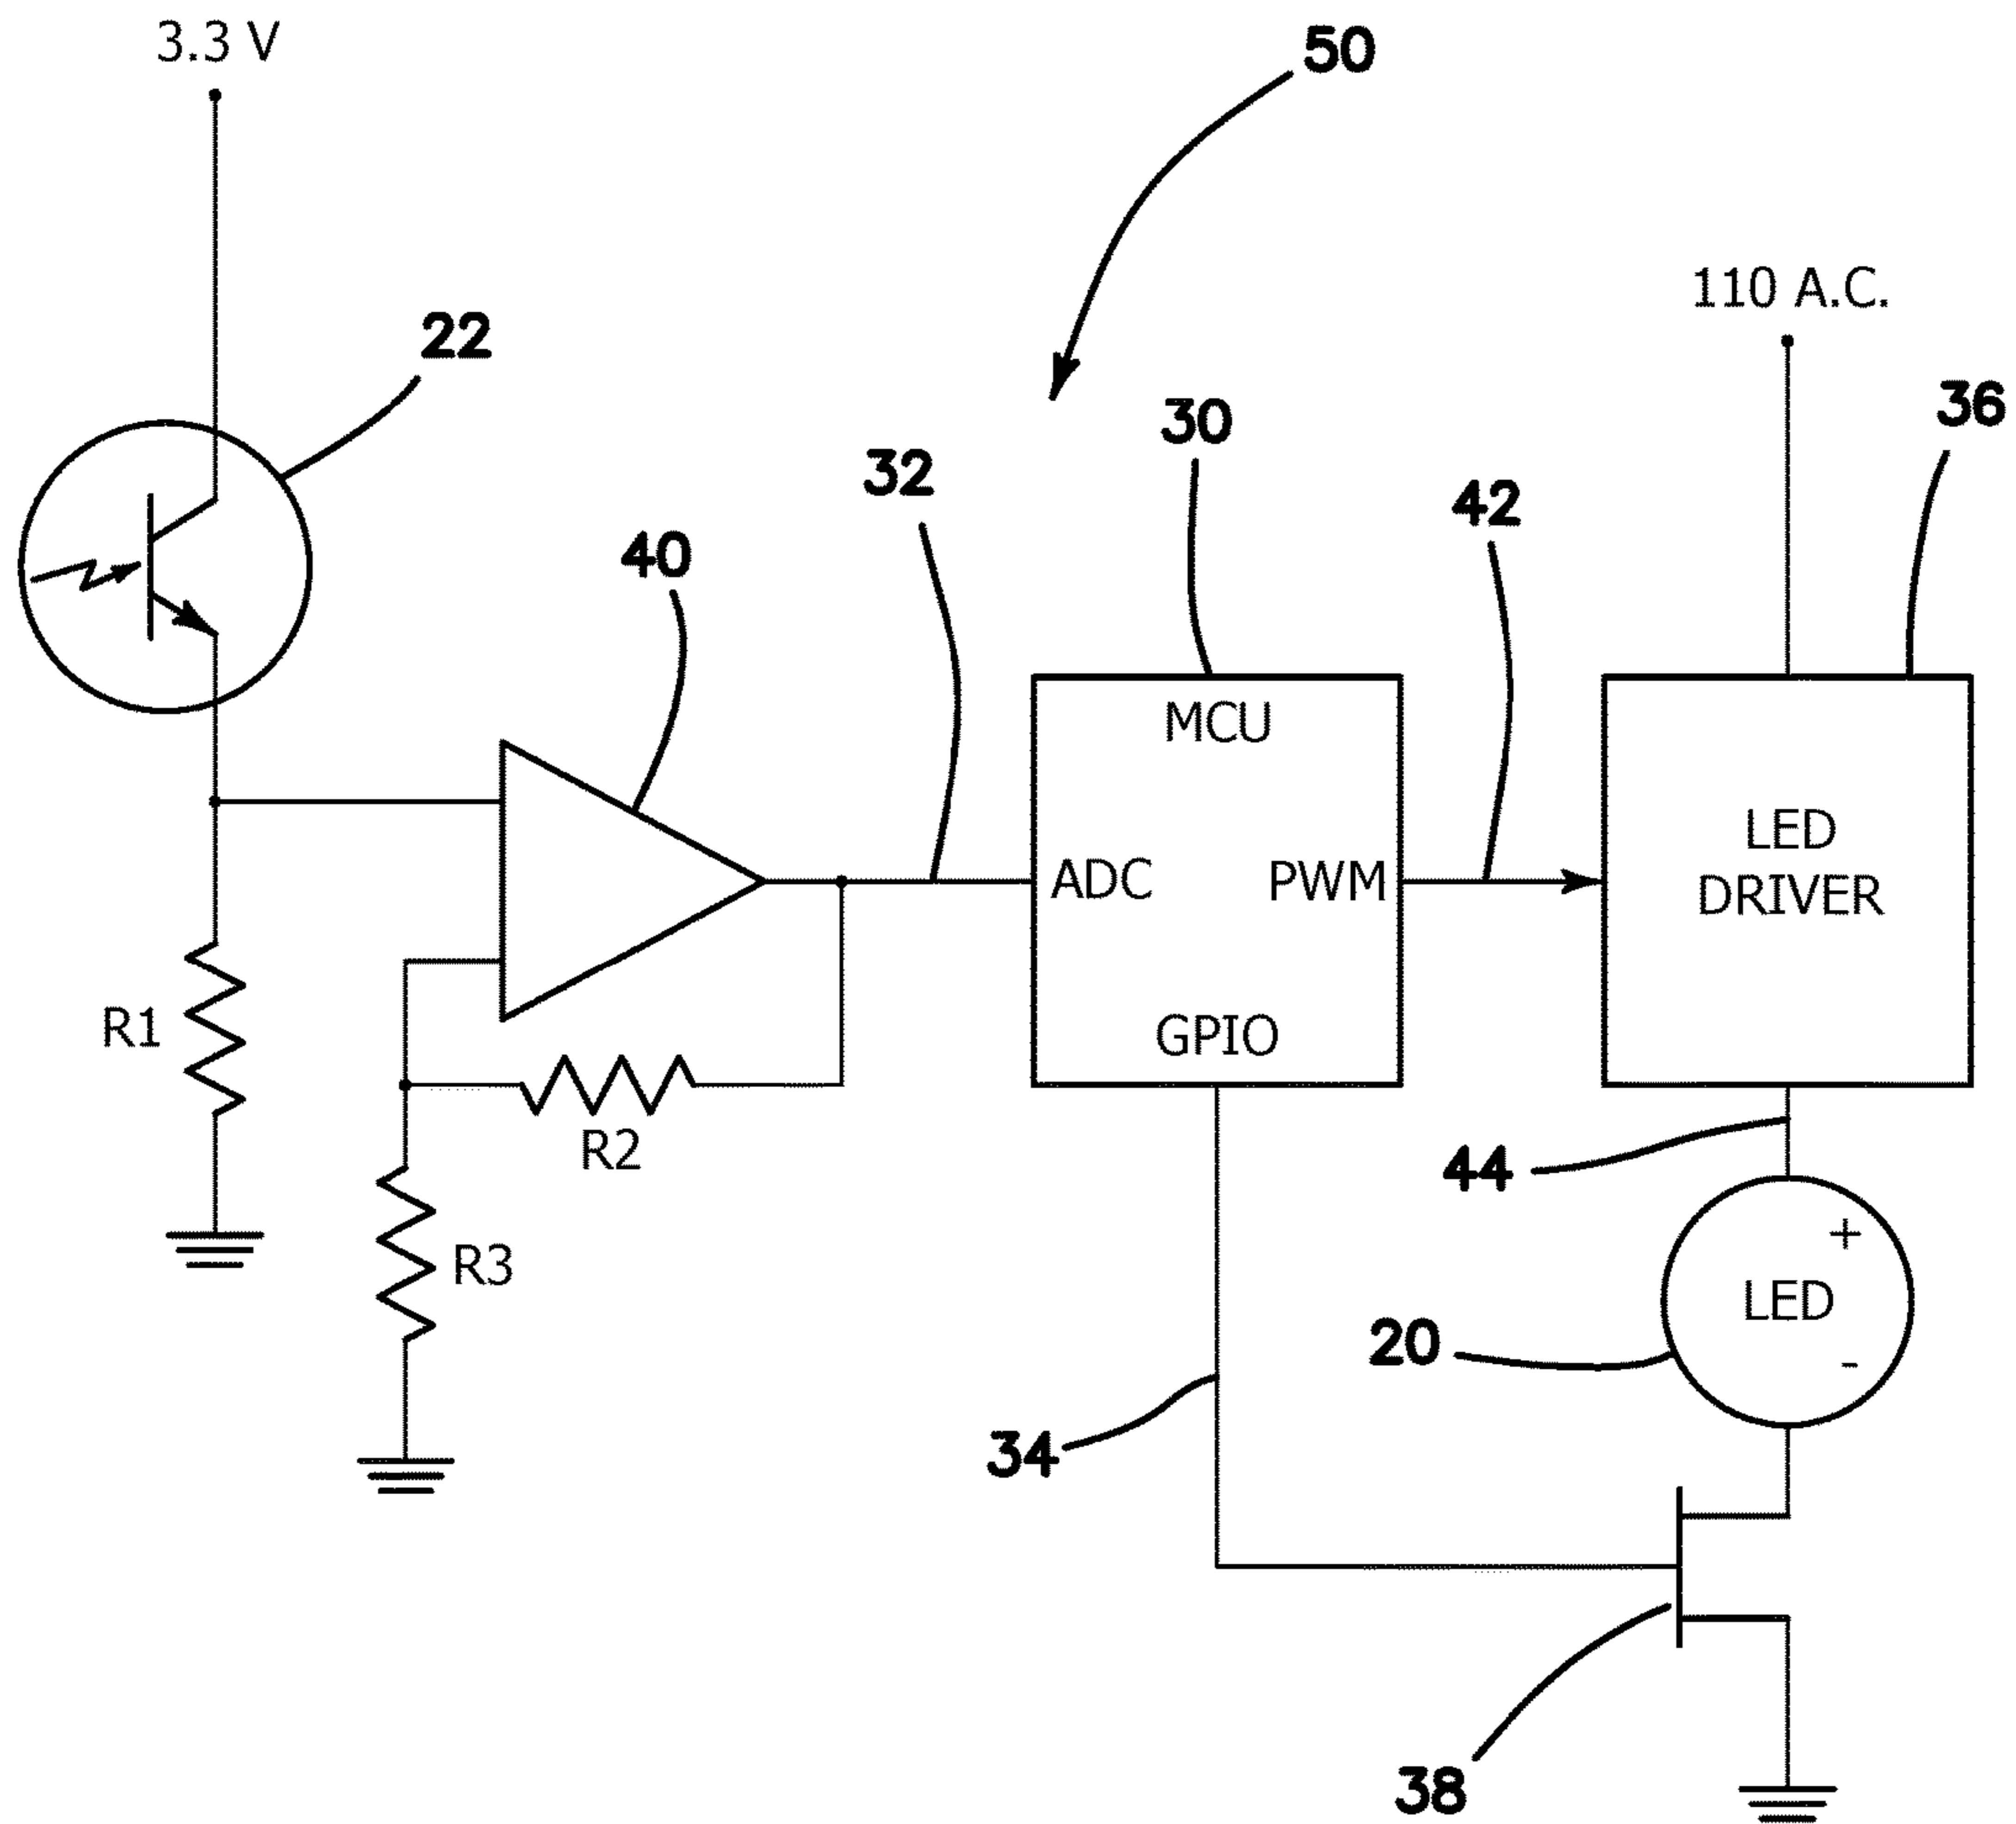 3.3 V
50
110 A.C.
22
36
30
32
42
40
MCU
LED
DRIVER
ADC
PWM
R1
GPIO
R2
44
+
R3
LED
20
-
34
38